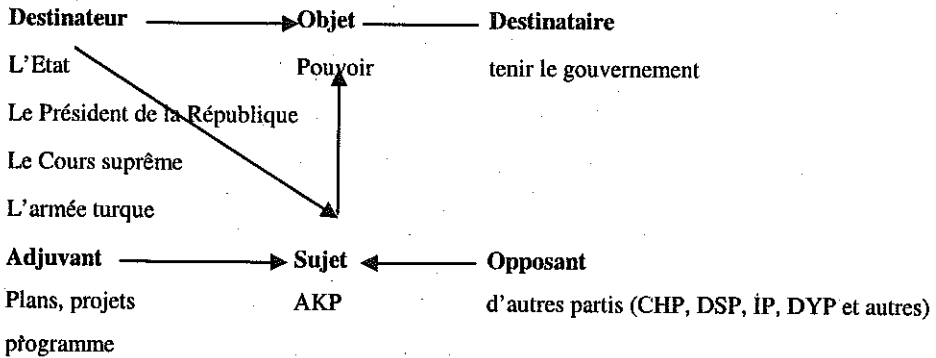 Destinateur Objet Destinataire
L'Etat Pouvoir tenir le gouvernement
Le Président de la République
Le Cours suprême
L'armée turque
Adjuvant Sujet Opposant
Plans, projets AKP d'autres partis (CHP, DSP, İP, DYP et autres)
programme